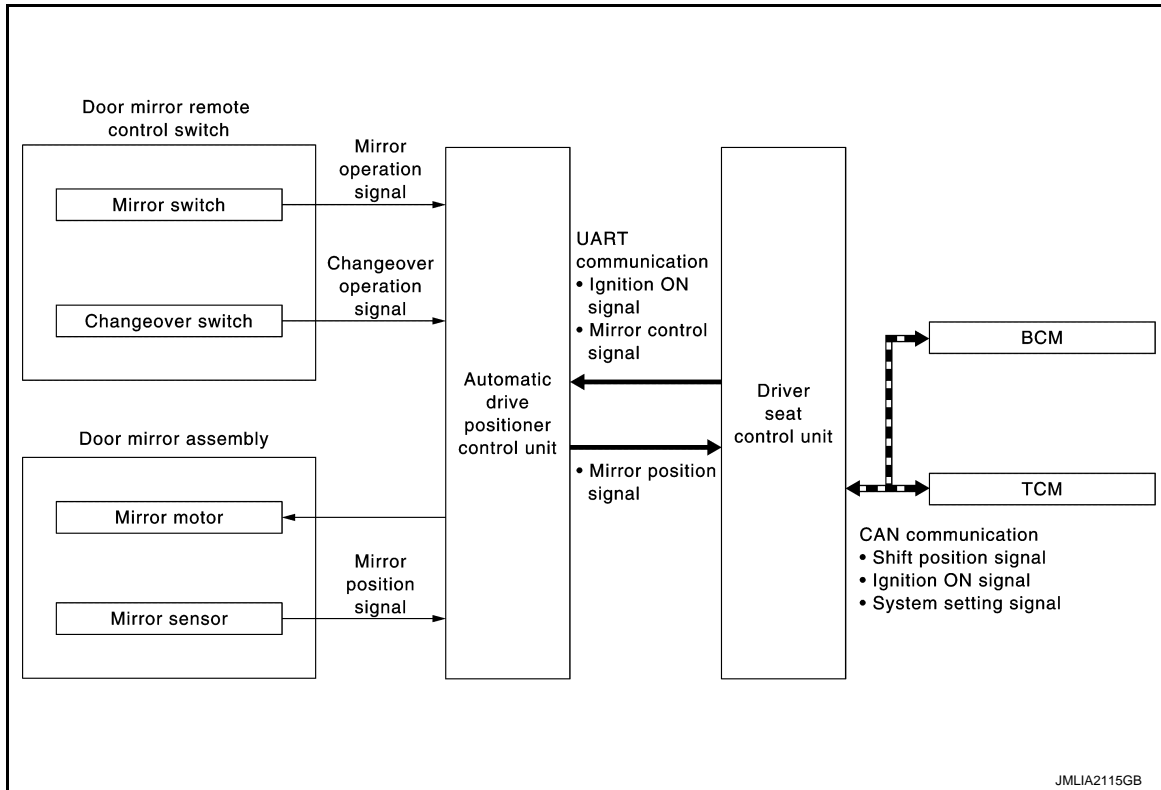 Door mirror remote
control switch
Mirror switch
Changeover switch
Mirror
operation
signal
Changeover
operation
signal
Door mirror assembly
Mirror motor
Mirror sensor
Mirror
position
signal
Automatic
drive
positioner
control unit
UART
communication
• Ignition ON
signal
• Mirror control
signal
• Mirror position
signal
Driver
seat
control unit
BCM
TCM
CAN communication
• Shift position signal
• Ignition ON signal
• System setting signal
JMLIA2115GB